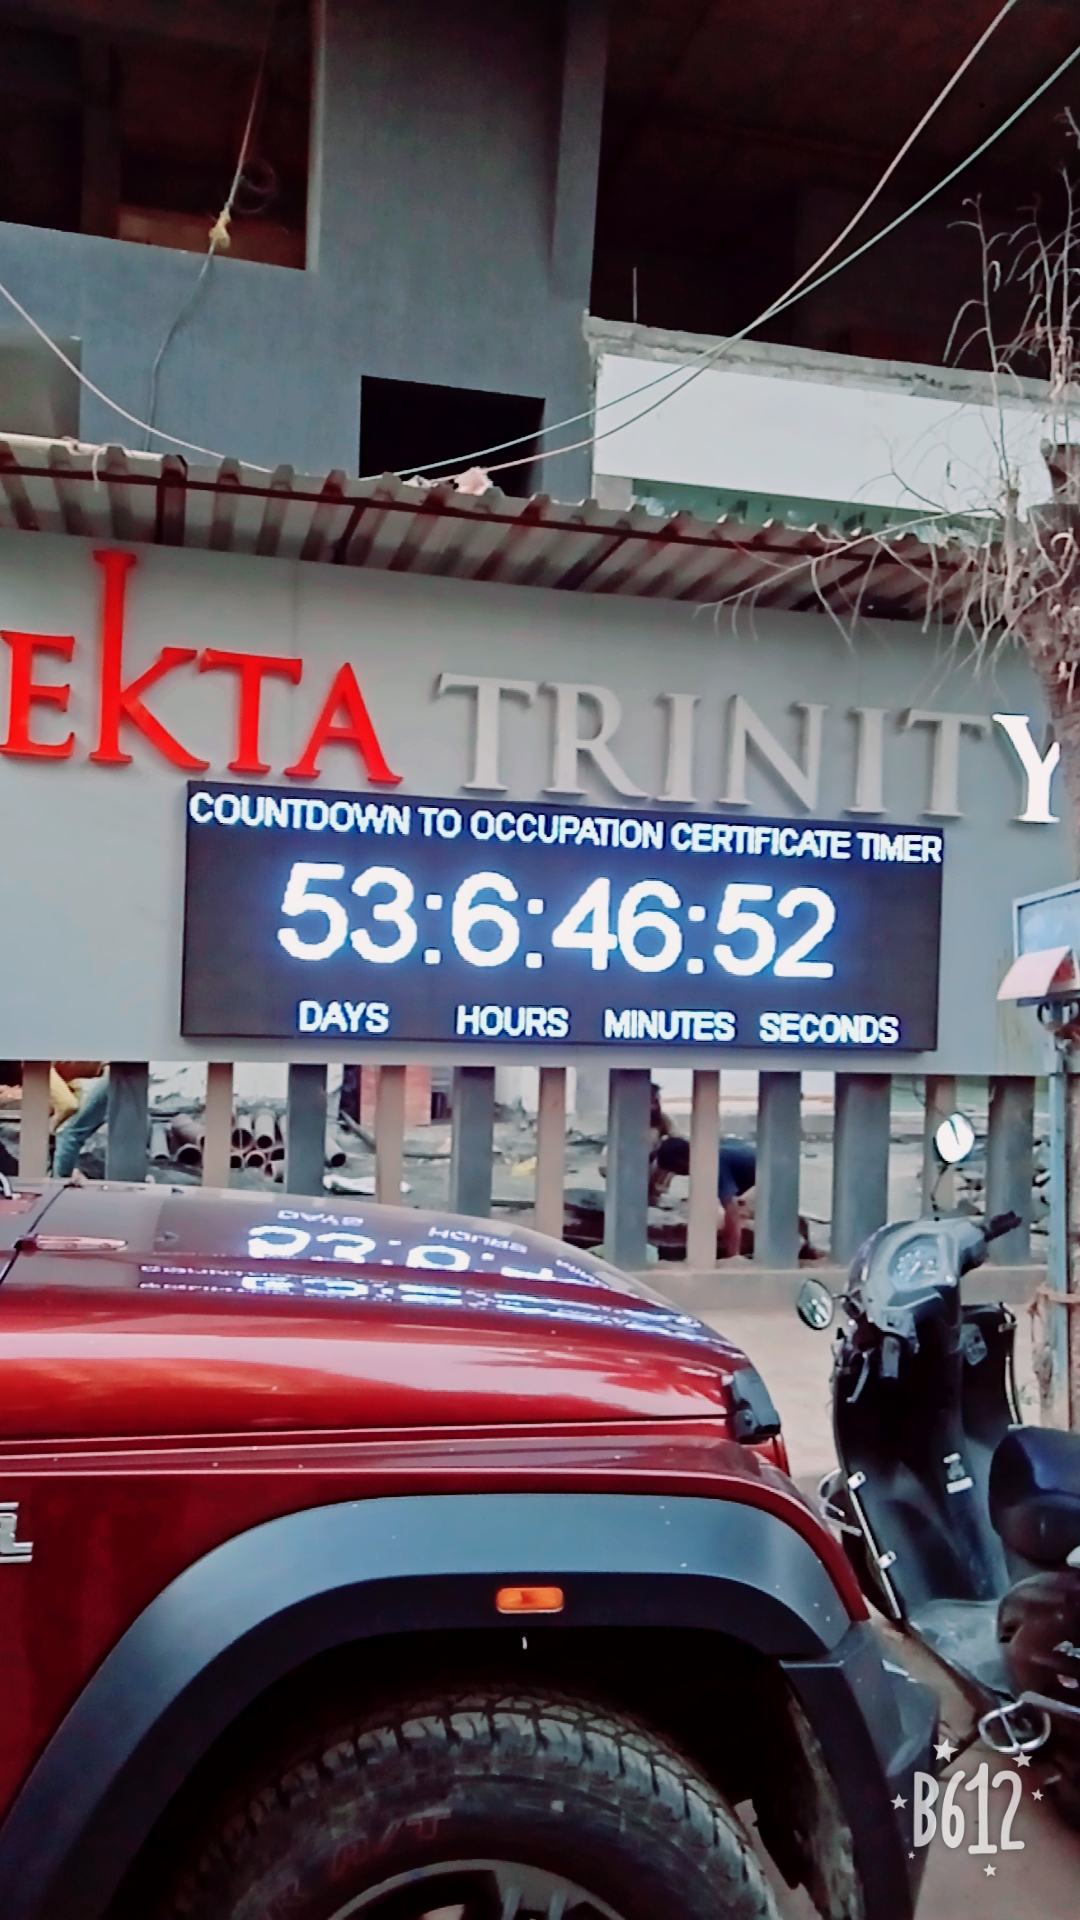 EKTA TRINITY
COUNTDOWN TO OCCUPATION CERTIFICATE TIMER
53:6:46:52
DAYS HOURS MINUTES SECONDS
B612